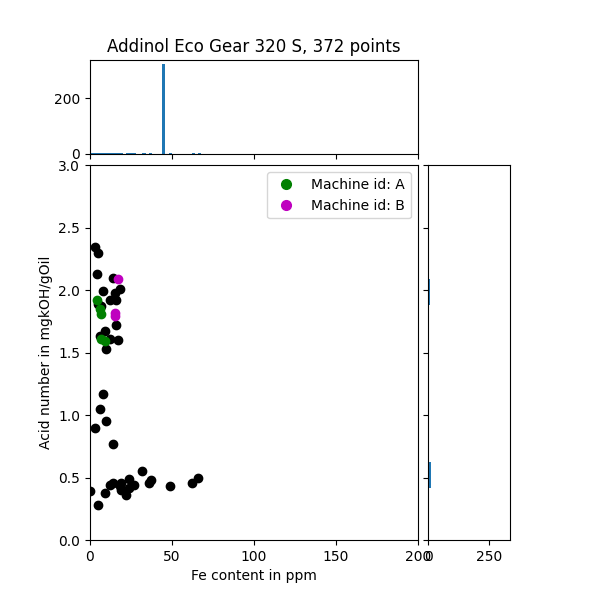 Addinol Eco Gear 320 S, 372 points
200
0
3.0
2.5
2.0
1.5
1.0
0.5
0.0
Acid number in mgkOH/gOil
Machine id: A
Machine id: B
0 50 100 150 200
0 250
Fe content in ppm